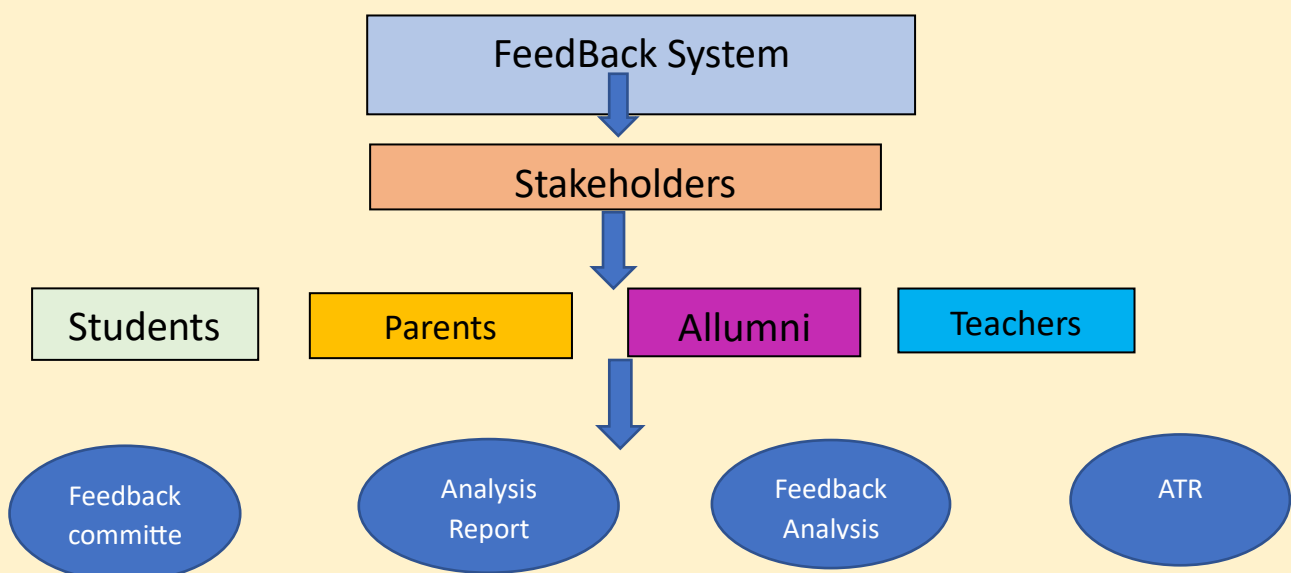 FeedBack System
Stakeholders
Students
Parents
Allumni
Teachers
Feedback
committe
Analysis
Report
Feedback
Analysis
ATR